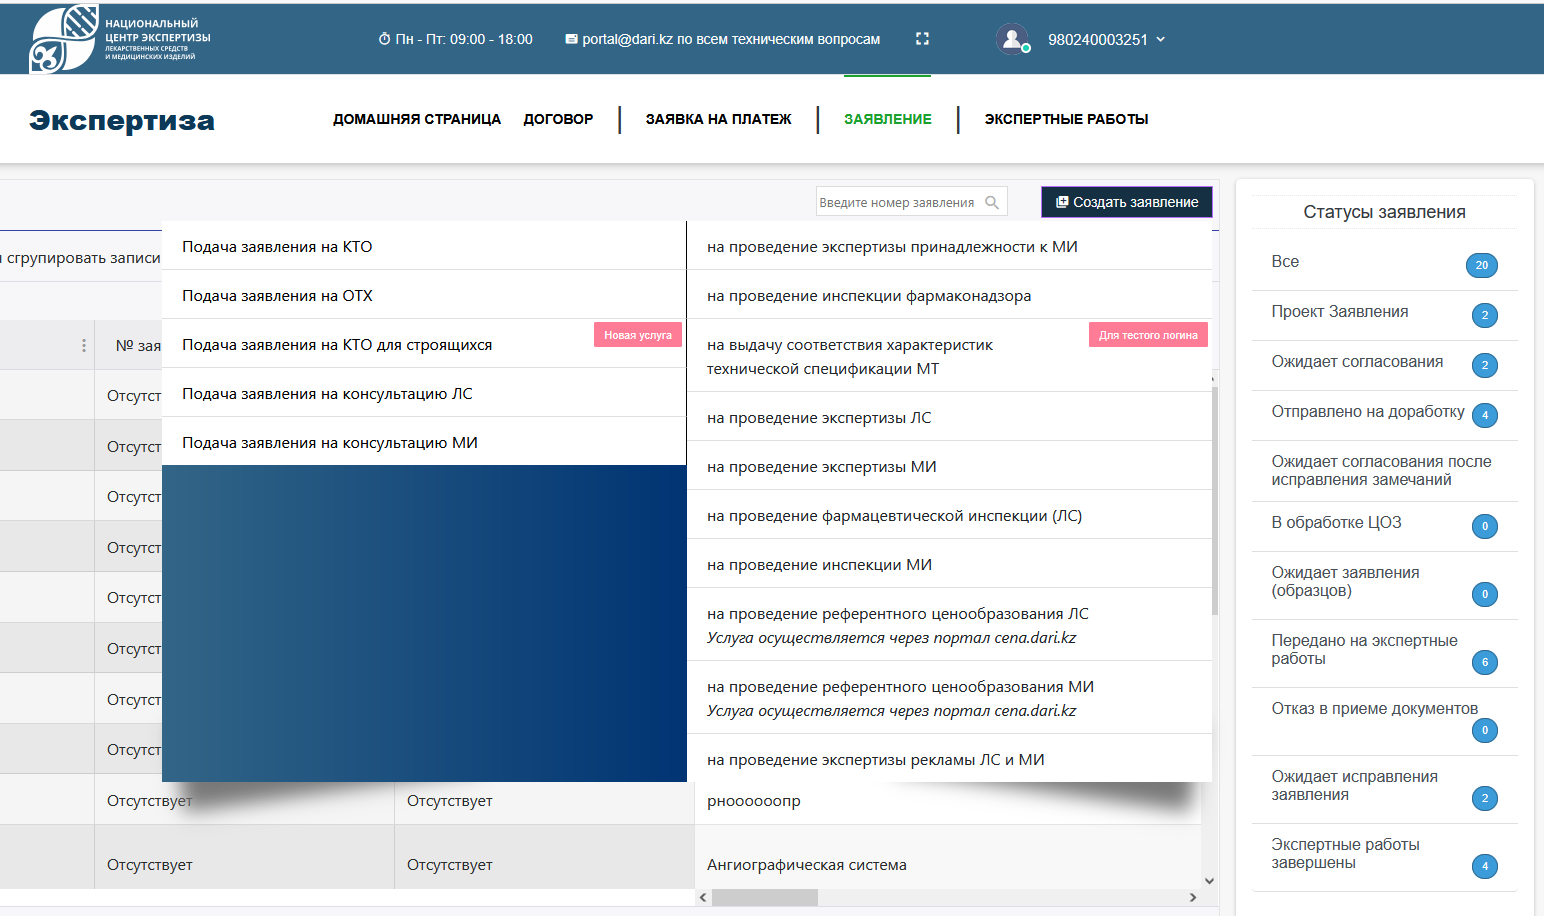 НАЦИОНАЛЬНЫЙ
ЦЕНТР ЭКСПЕРТИЗЫ
ЛЕКАРСТВЕННЫХ СРЕДСТВ
И МЕДИЦИНСКИХ ИЗДЕЛИЙ
Пн - Пт: 09:00 - 18:00
portal@dari.kz по всем техническим вопросам
980240003251
Экспертиза
ДОМАШНЯЯ СТРАНИЦА
ДОГОВОР
ЗАЯВКА НА ПЛАТЕЖ
ЗАЯВЛЕНИЕ
ЭКСПЕРТНЫЕ РАБОТЫ
Введите номер заявления
Создать заявление
сгрупировать записи
№ зая
Отсутст
Отсутст
Отсутст
Отсутст
Отсутст
Отсутст
Отсутст
Отсутст
Подача заявления на КТО
Подача заявления на ОТХ
Подача заявления на КТО для строящихся
Новая услуга
Подача заявления на консультацию ЛС
Подача заявления на консультацию МИ
на проведение экспертизы принадлежности к МИ
на проведение инспекции фармаконадзора
на выдачу соответствия характеристик
технической спецификации МТ
Для тестого логина
на проведение экспертизы ЛС
на проведение экспертизы МИ
на проведение фармацевтической инспекции (ЛС)
на проведение инспекции МИ
на проведение референтного ценообразования ЛС
Услуга осуществляется через портал cena.dari.kz
на проведение референтного ценообразования МИ
Услуга осуществляется через портал cena.dari.kz
на проведение экспертизы рекламы ЛС и МИ
Отсутствует
Отсутствует
рноооооопр
Отсутствует
Отсутствует
Ангиографическая система
Статусы заявления
Все
20
Проект Заявления
2
Ожидает согласования
2
Отправлено на доработку
4
Ожидает согласования после
исправления замечаний
В обработке ЦОЗ
0
Ожидает заявления
(образцов)
0
Передано на экспертные
работы
6
Отказ в приеме документов
0
Ожидает исправления
заявления
2
Экспертные работы
завершены
4